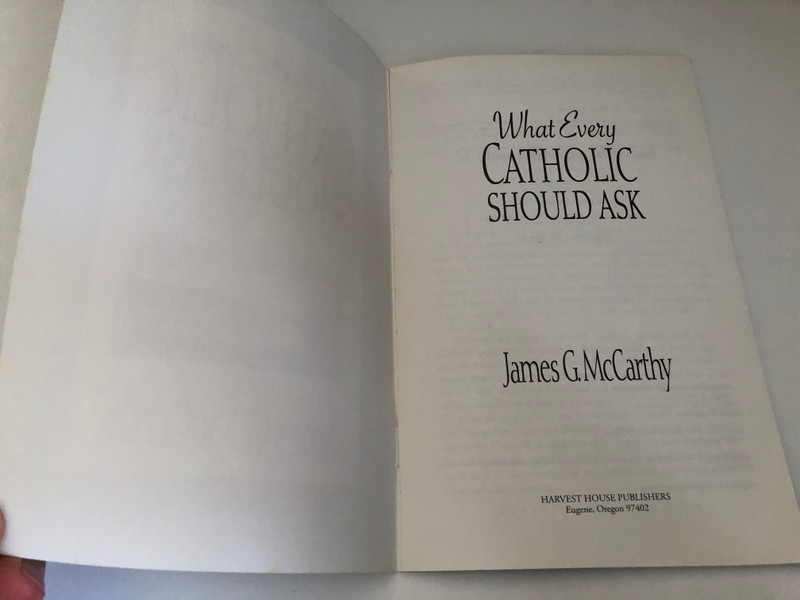 What Every
CATHOLIC
SHOULD ASK
James G. McCarthy
HARVEST HOUSE PUBLISHERS
Eugene, Oregon 97402